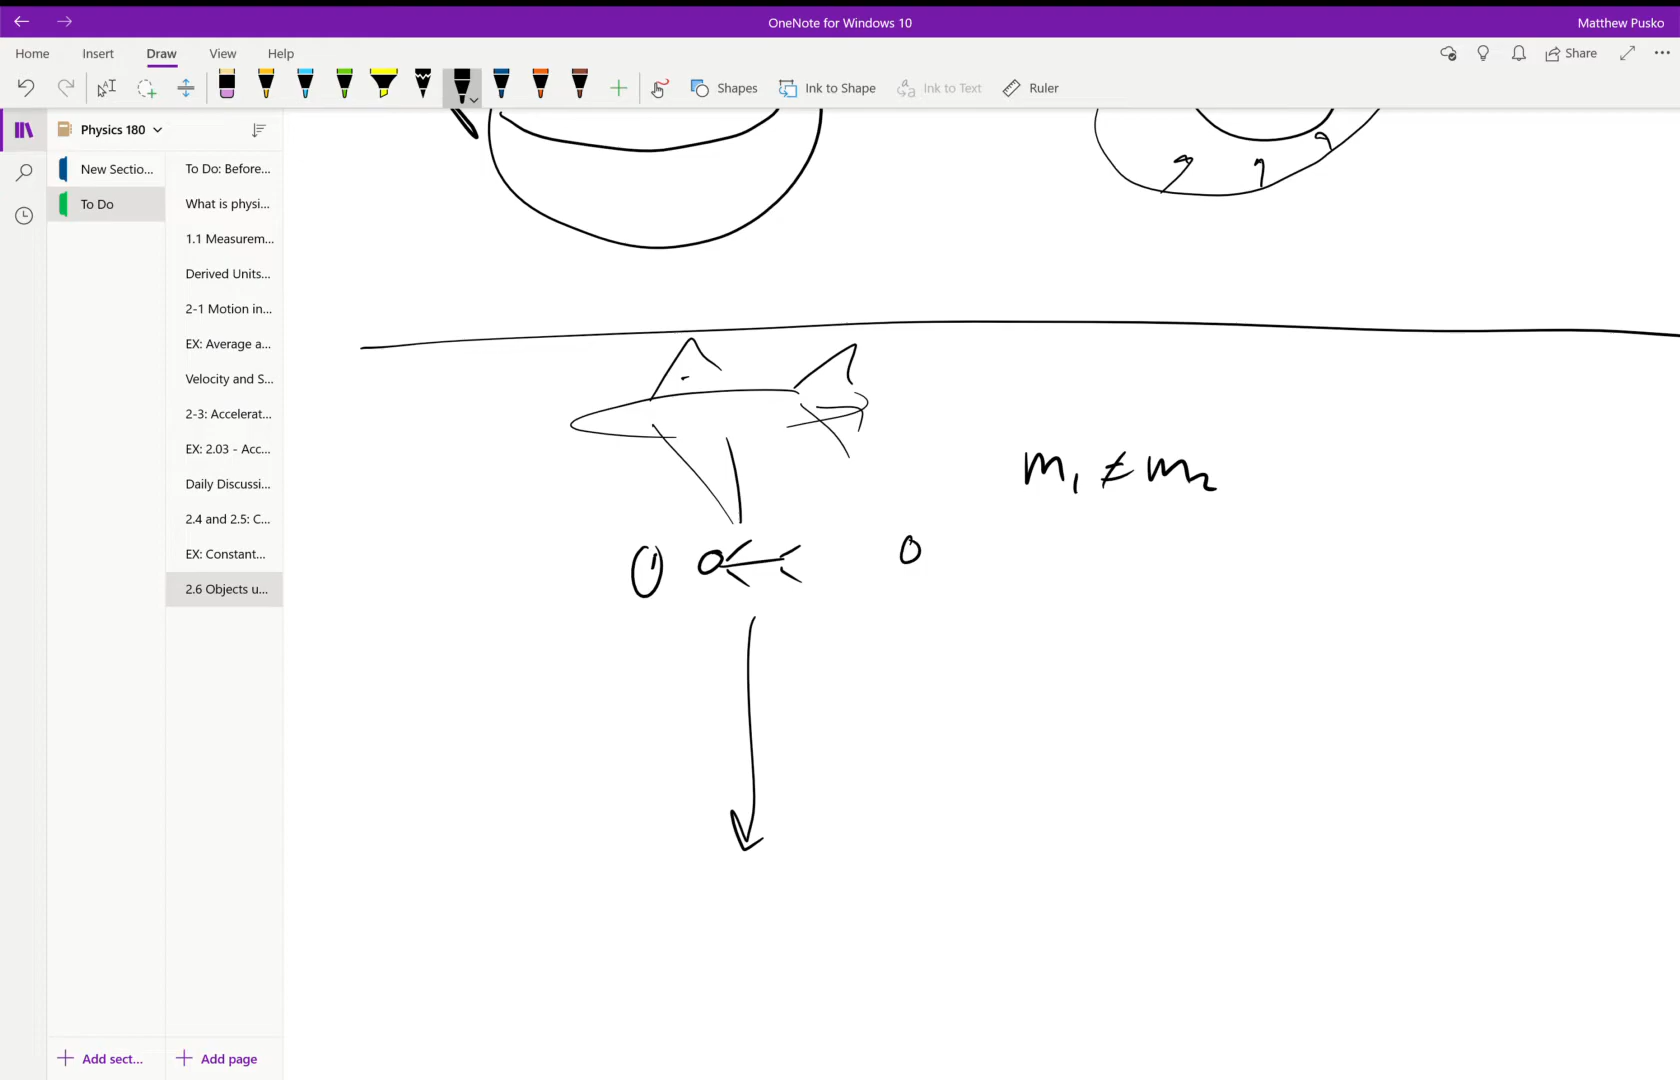 OneNote for Windows 10
Matthew Pusko
Home Insert Draw View Help
Share
Shapes Ink to Shape Ink to Text Ruler
Physics 180
New Sectio...
To Do
To Do: Before...
What is physi...
1.1 Measurem...
Derived Units...
2-1 Motion in...
EX: Average a...
Velocity and S...
2-3: Accelerat...
EX: 2.03 - Acc...
Daily Discussi...
2.4 and 2.5: C...
EX: Constant...
2.6 Objects u...
m₁ ≠ m₂
Add sect...
Add page